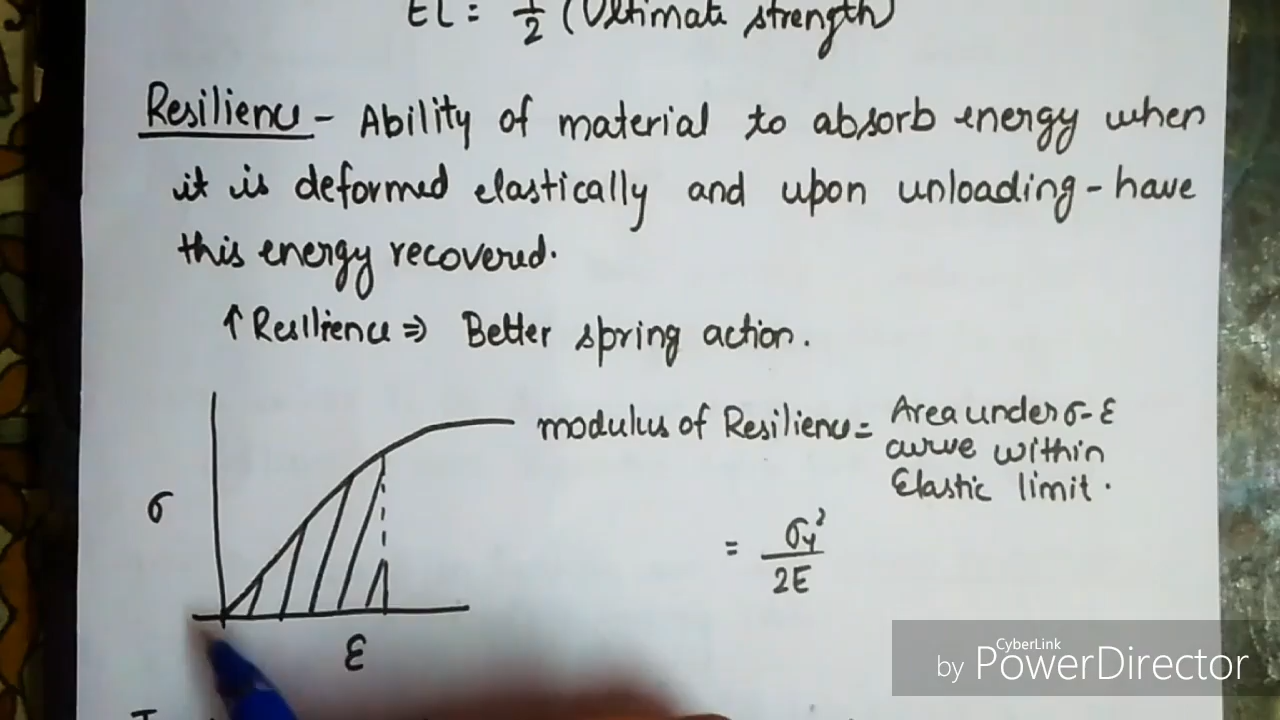 EL = 1/2 (Ultimate strength)
Resilience - Ability of material to absorb energy when
it is deformed elastically and upon unloading - have
this energy recovered.
↑ Resilience ⇒ Better spring action.
modulus of Resilience = Area under σ-ε
curve within
Elastic limit.
σ
= σy²/2E
ε
CyberLink
by PowerDirector